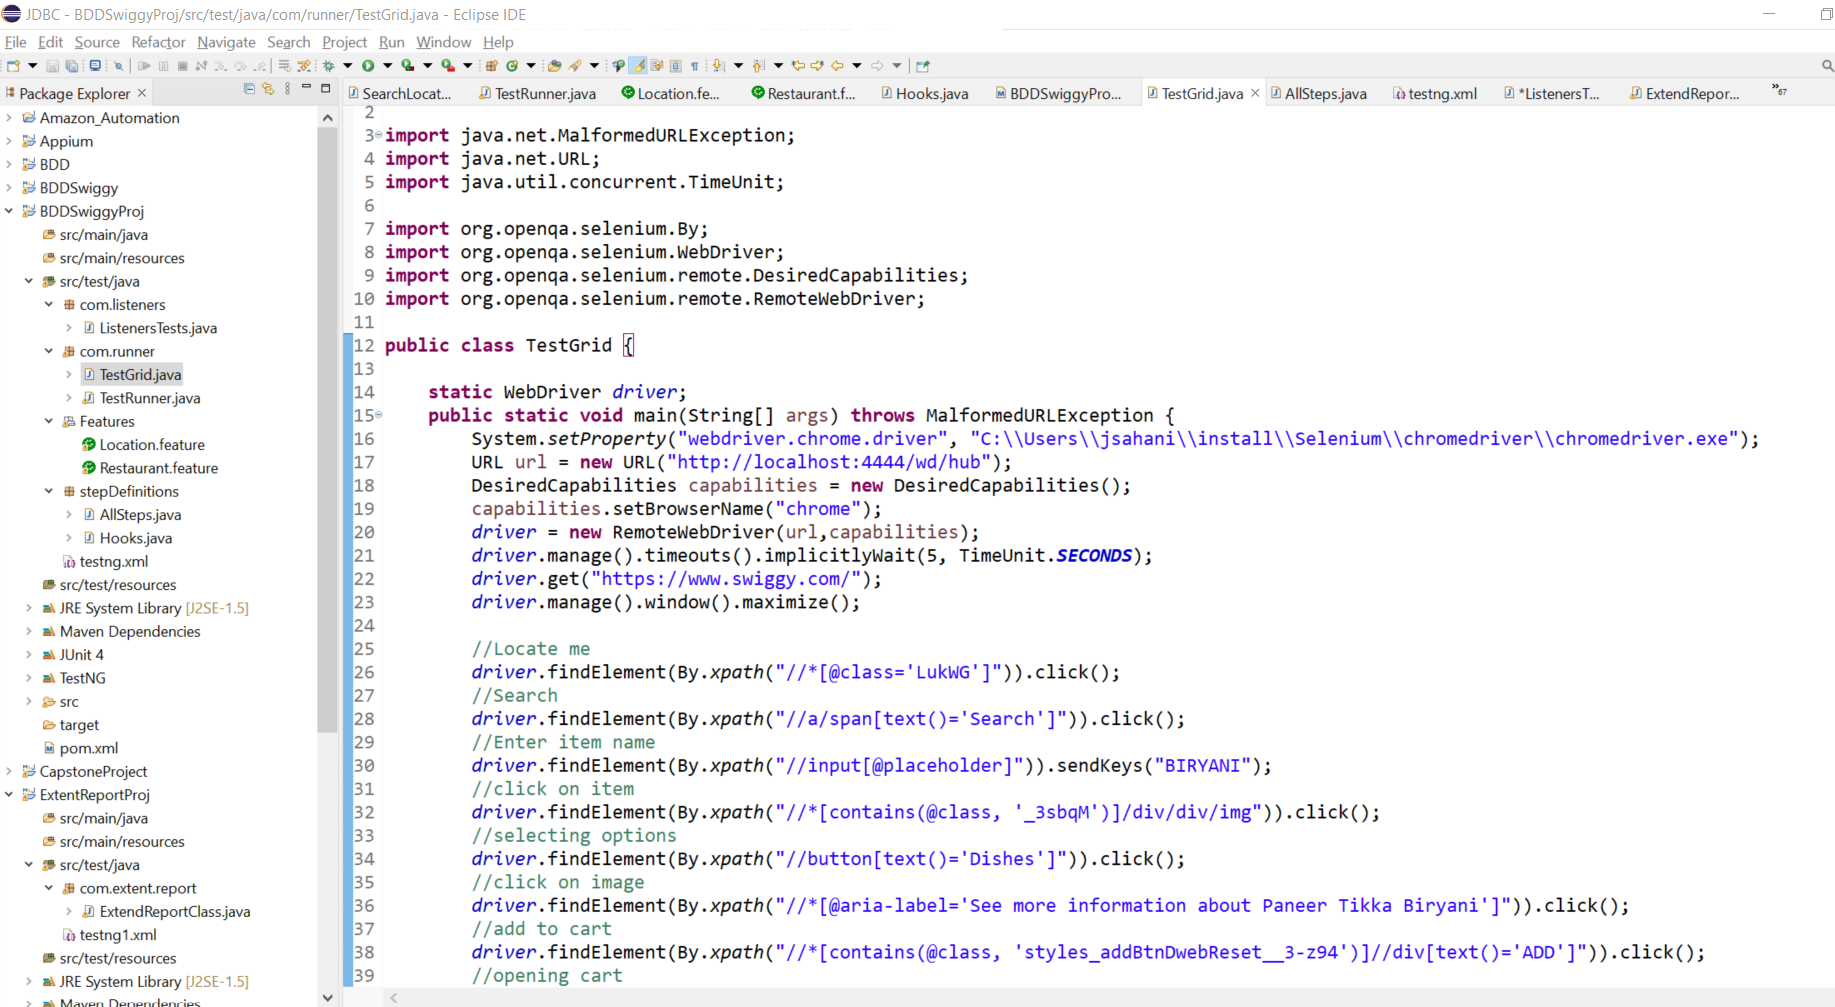 JDBC - BDDSwiggyProj/src/test/java/com/runner/TestGrid.java - Eclipse IDE
File Edit Source Refactor Navigate Search Project Run Window Help
Package Explorer
Amazon_Automation
Appium
BDD
BDDSwiggy
BDDSwiggyProj
src/main/java
src/main/resources
src/test/java
com.listeners
ListenersTests.java
com.runner
TestGrid.java
TestRunner.java
Features
Location.feature
Restaurant.feature
stepDefinitions
AllSteps.java
Hooks.java
testng.xml
src/test/resources
JRE System Library [J2SE-1.5]
Maven Dependencies
JUnit 4
TestNG
src
target
pom.xml
CapstoneProject
ExtentReportProj
src/main/java
src/main/resources
src/test/java
com.extent.report
ExtendReportClass.java
testng1.xml
src/test/resources
JRE System Library [J2SE-1.5]
Maven Dependencies
SearchLocat... TestRunner.java Location.fe... Restaurant.f... Hooks.java BDDSwiggyPro... TestGrid.java AllSteps.java testng.xml *ListenersT... ExtendRepor... »67
2
3 import java.net.MalformedURLException;
4 import java.net.URL;
5 import java.util.concurrent.TimeUnit;
6
7 import org.openqa.selenium.By;
8 import org.openqa.selenium.WebDriver;
9 import org.openqa.selenium.remote.DesiredCapabilities;
10 import org.openqa.selenium.remote.RemoteWebDriver;
11
12 public class TestGrid {
13
14 static WebDriver driver;
15 public static void main(String[] args) throws MalformedURLException {
16 System.setProperty("webdriver.chrome.driver", "C:\\Users\\jsahani\\install\\Selenium\\chromedriver\\chromedriver.exe");
17 URL url = new URL("http://localhost:4444/wd/hub");
18 DesiredCapabilities capabilities = new DesiredCapabilities();
19 capabilities.setBrowserName("chrome");
20 driver = new RemoteWebDriver(url,capabilities);
21 driver.manage().timeouts().implicitlyWait(5, TimeUnit.SECONDS);
22 driver.get("https://www.swiggy.com/");
23 driver.manage().window().maximize();
24
25 //Locate me
26 driver.findElement(By.xpath("//*[@class='LukWG']")).click();
27 //Search
28 driver.findElement(By.xpath("//a/span[text()='Search']")).click();
29 //Enter item name
30 driver.findElement(By.xpath("//input[@placeholder]")).sendKeys("BIRYANI");
31 //click on item
32 driver.findElement(By.xpath("//*[contains(@class, '_3sbqM')]/div/div/img")).click();
33 //selecting options
34 driver.findElement(By.xpath("//button[text()='Dishes']")).click();
35 //click on image
36 driver.findElement(By.xpath("//*[@aria-label='See more information about Paneer Tikka Biryani']")).click();
37 //add to cart
38 driver.findElement(By.xpath("//*[contains(@class, 'styles_addBtnDwebReset__3-z94')]//div[text()='ADD']")).click();
39 //opening cart